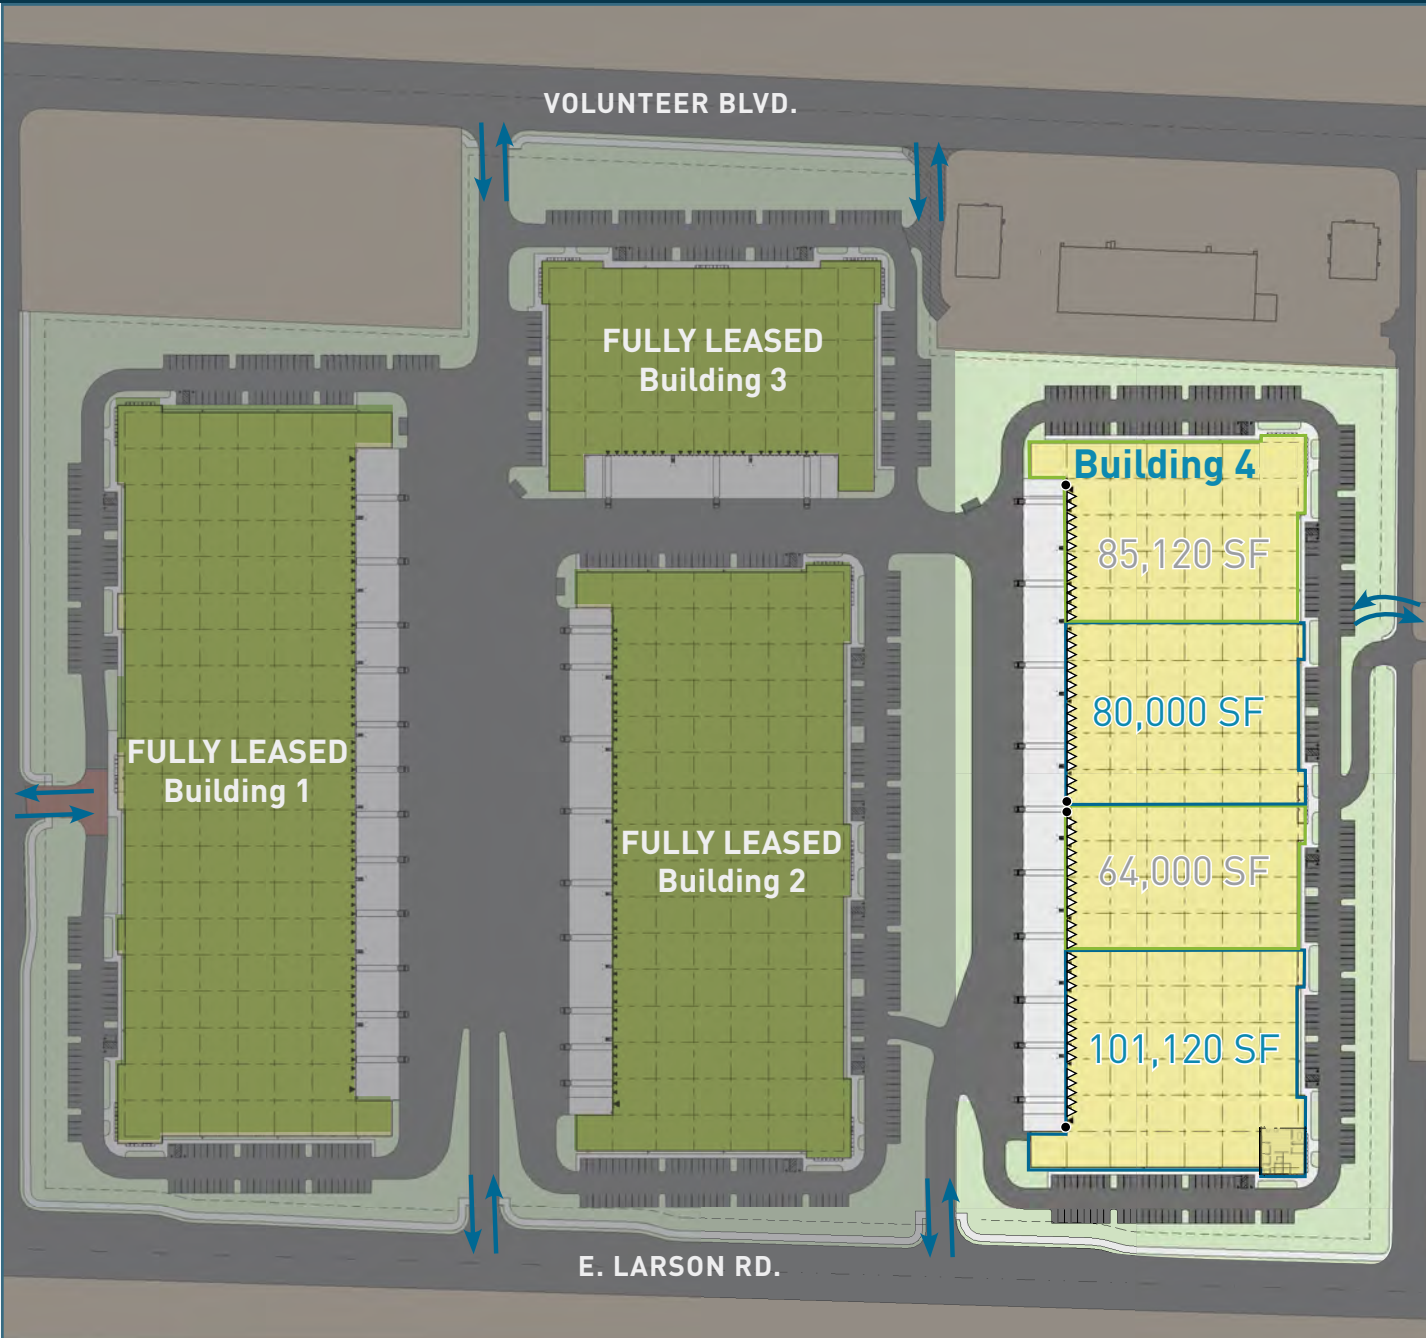 VOLUNTEER BLVD.
FULLY LEASED
Building 3
Building 4
85,120 SF
80,000 SF
FULLY LEASED
Building 1
FULLY LEASED
Building 2
64,000 SF
101,120 SF
E. LARSON RD.